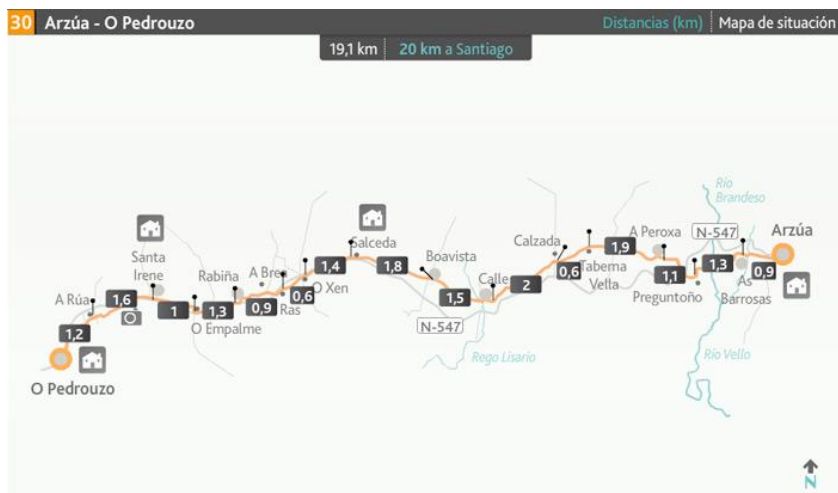 30 Arzúa - O Pedrouzo Distancias (km) Mapa de situación
19,1 km 20 km a Santiago
Río
Brandeso
N-547
Arzúa
A Peroxa
1,9
Calzada
Salceda
Boavista
1,4
1,8
0,6
Taberna
Vella
1,1
1,3
0,9
Preguntoño
As
Barrosas
Santa
Irene
Rabiña
A Brea
O Xen
Calle
2
1,5
A Rúa
1,6
1
1,3
0,9
Ras
0,6
O Empalme
N-547
1,2
Rego Lisario
Río Vello
O Pedrouzo
N